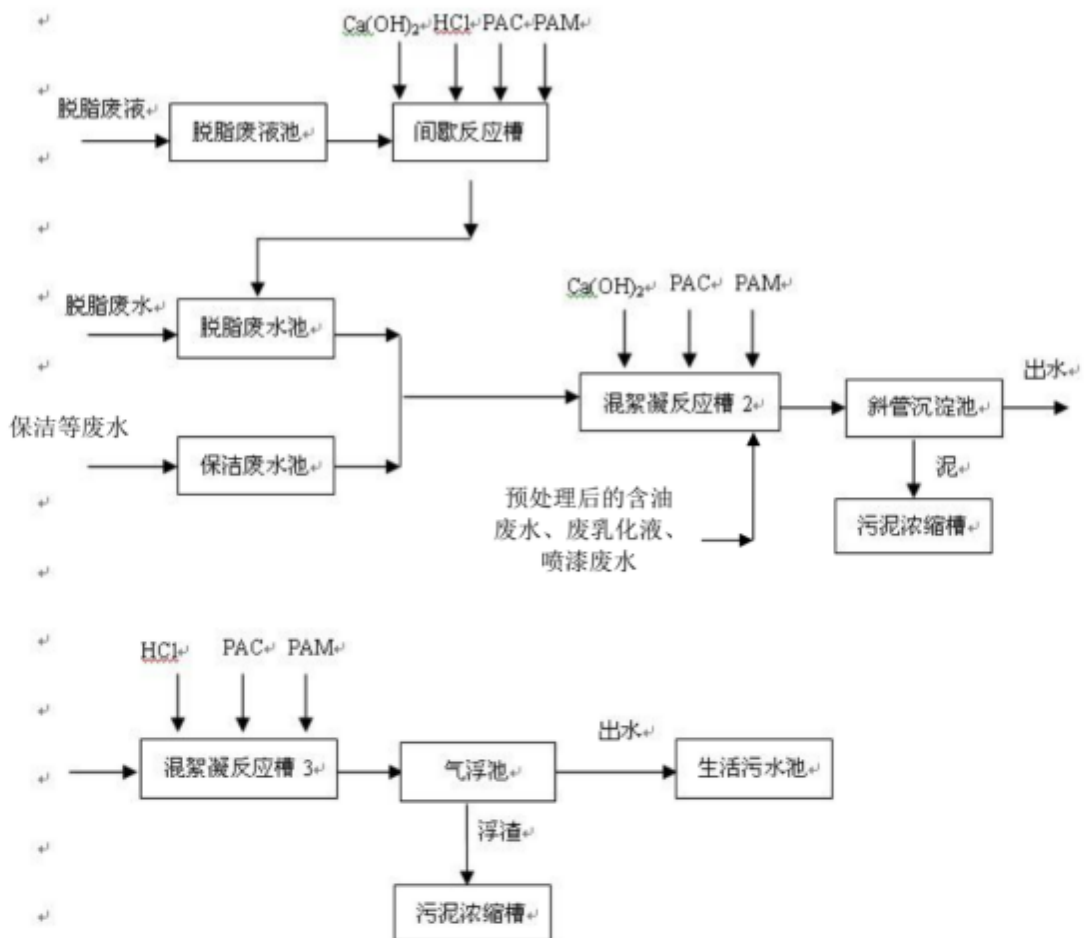 Ca(OH)₂ HCl PAC PAM
脱脂废液
脱脂废液池
间歇反应槽
脱脂废水
脱脂废水池
Ca(OH)₂ PAC PAM
混絮凝反应槽 2
斜管沉淀池
出水
保洁等废水
保洁废水池
泥
污泥浓缩槽
预处理后的含油
废水、废乳化液、
喷漆废水
HCl PAC PAM
混絮凝反应槽 3
气浮池
出水
生活污水池
浮渣
污泥浓缩槽